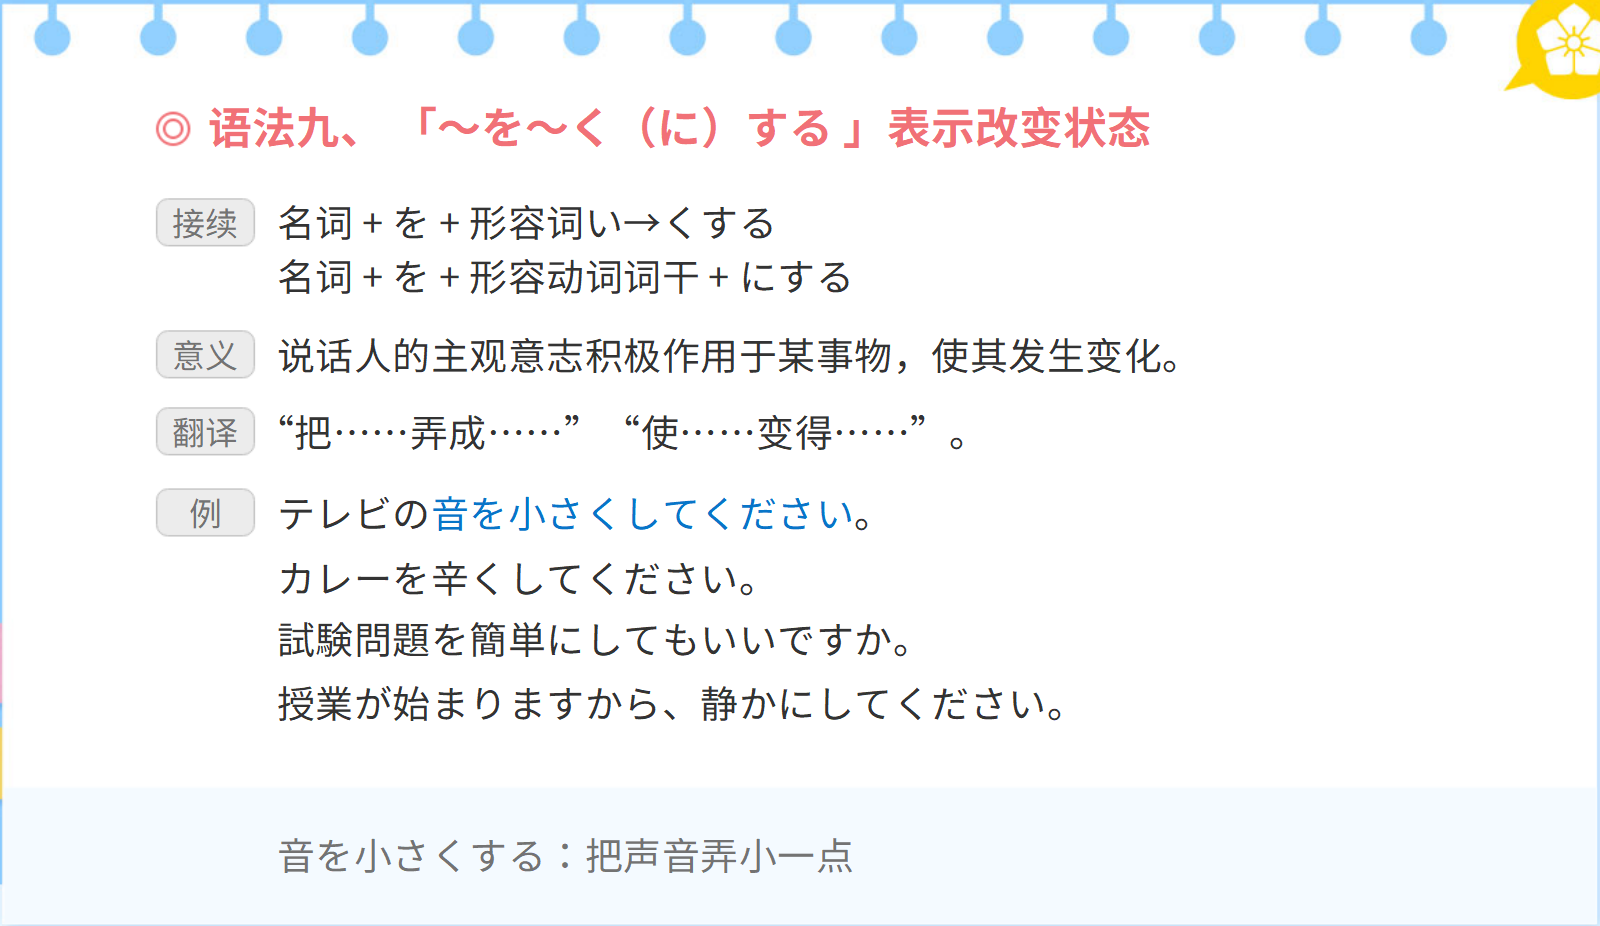 ◎ 语法九、「～を～く（に）する 」表示改变状态
接续 名词 + を + 形容词い→くする
名词 + を + 形容动词词干 + にする
意义 说话人的主观意志积极作用于某事物，使其发生变化。
翻译 “把……弄成……” “使……变得……” 。
例 テレビの音を小さくしてください。
カレーを辛くしてください。
試験問題を簡単にしてもいいですか。
授業が始まりますから、静かにしてください。
音を小さくする：把声音弄小一点